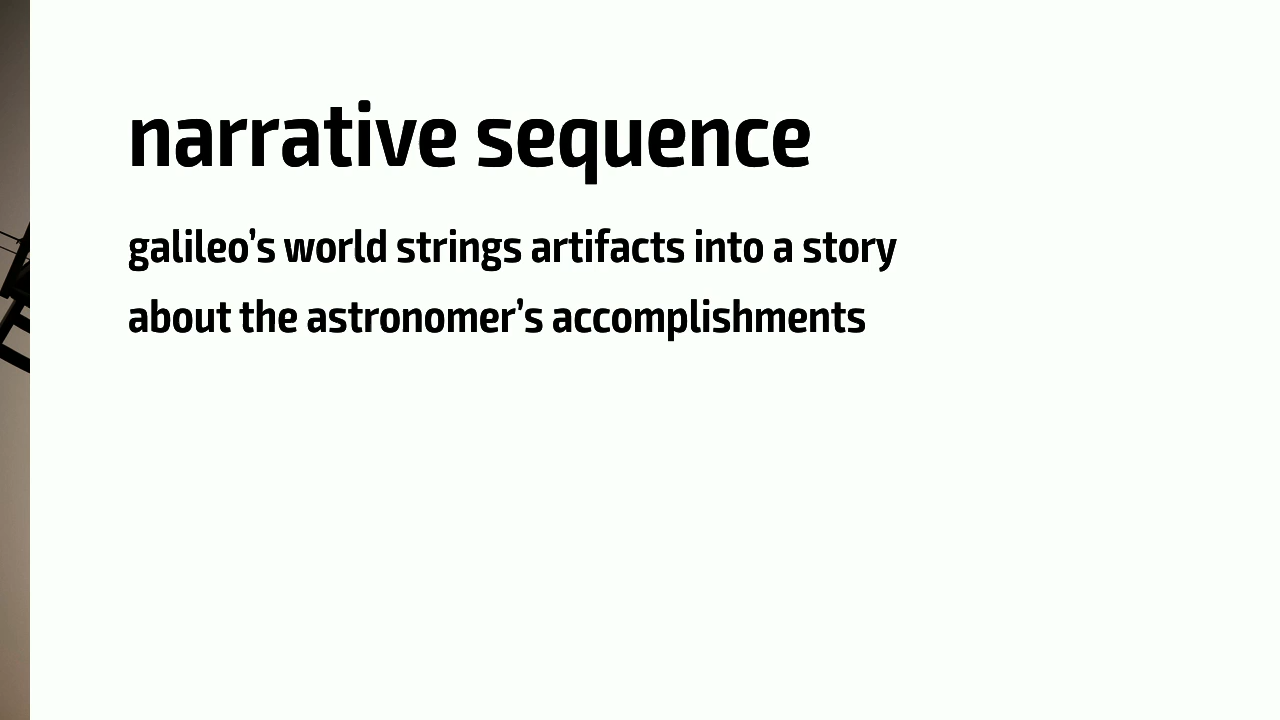 narrative sequence
galileo’s world strings artifacts into a story
about the astronomer’s accomplishments